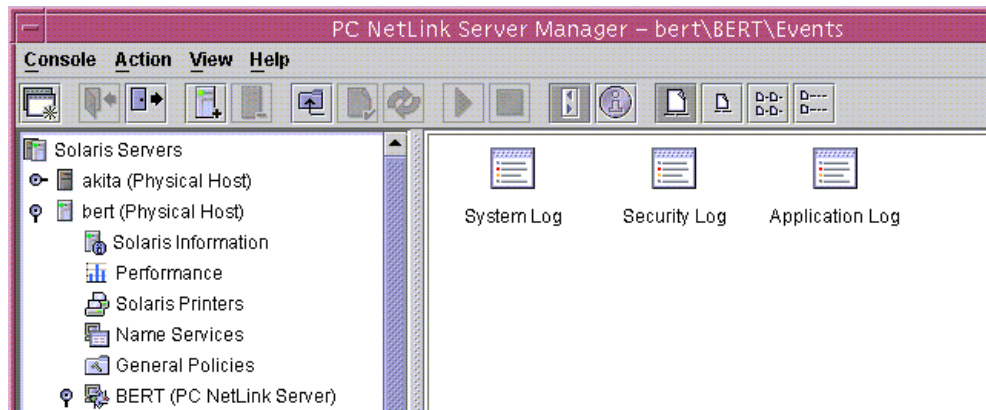 PC NetLink Server Manager – bert\BERT\Events
Console Action View Help
Solaris Servers
akita (Physical Host)
bert (Physical Host)
Solaris Information
Performance
Solaris Printers
Name Services
General Policies
BERT (PC NetLink Server)
System Log Security Log Application Log